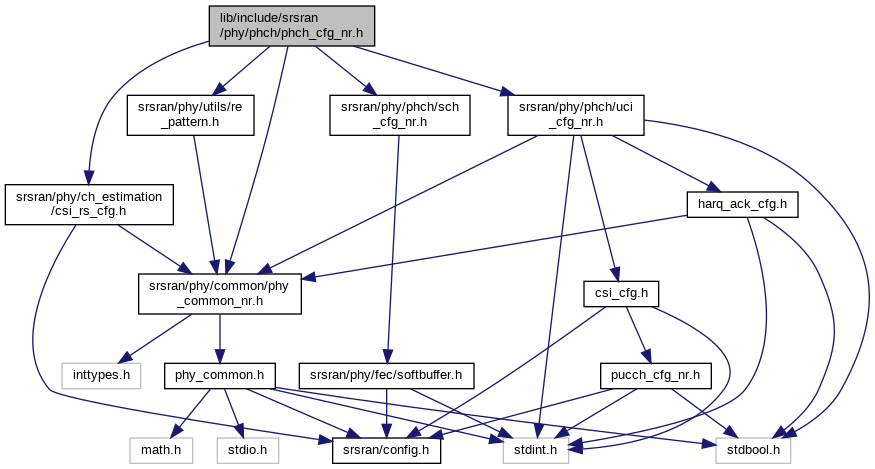 lib/include/srsran
/phy/phch/phch_cfg_nr.h
srsran/phy/utils/re
_pattern.h
srsran/phy/phch/sch
_cfg_nr.h
srsran/phy/phch/uci
_cfg_nr.h
srsran/phy/ch_estimation
/csi_rs_cfg.h
harq_ack_cfg.h
srsran/phy/common/phy
_common_nr.h
csi_cfg.h
inttypes.h
phy_common.h
srsran/phy/fec/softbuffer.h
pucch_cfg_nr.h
math.h
stdio.h
srsran/config.h
stdint.h
stdbool.h